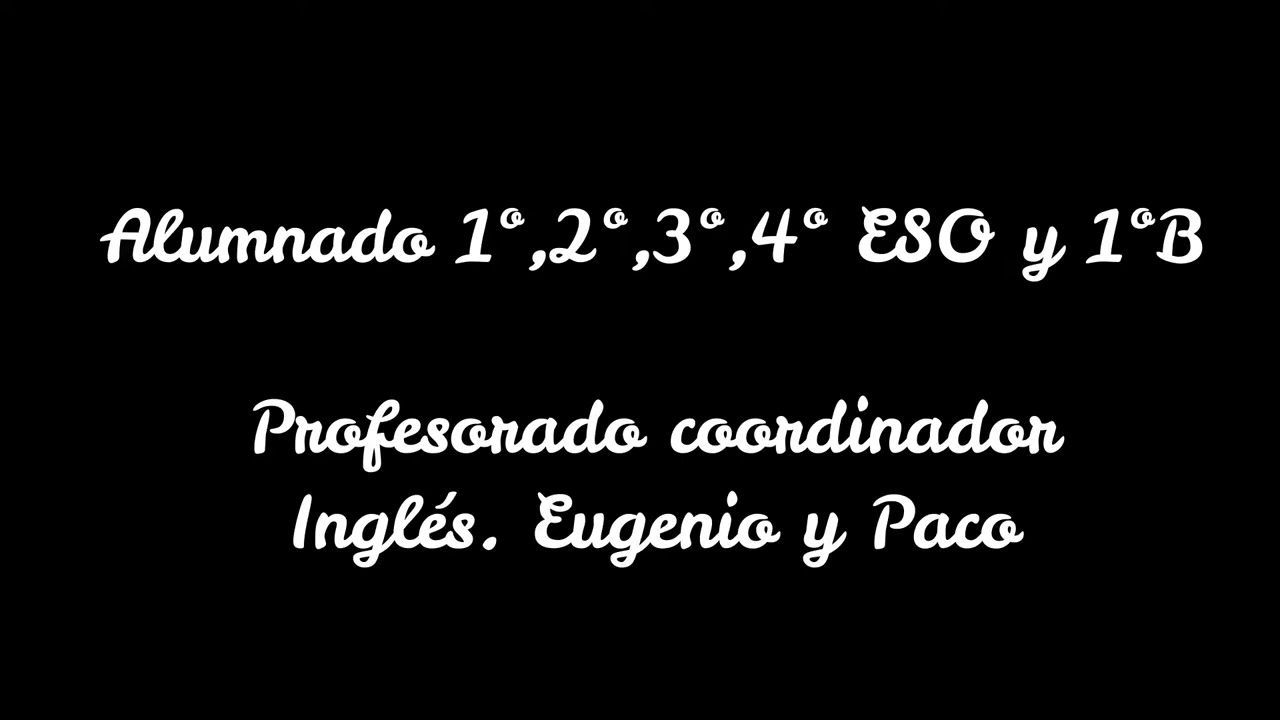 Alumnado 1º,2º,3º,4º ESO y 1ºB
Profesorado coordinador
Inglés. Eugenio y Paco